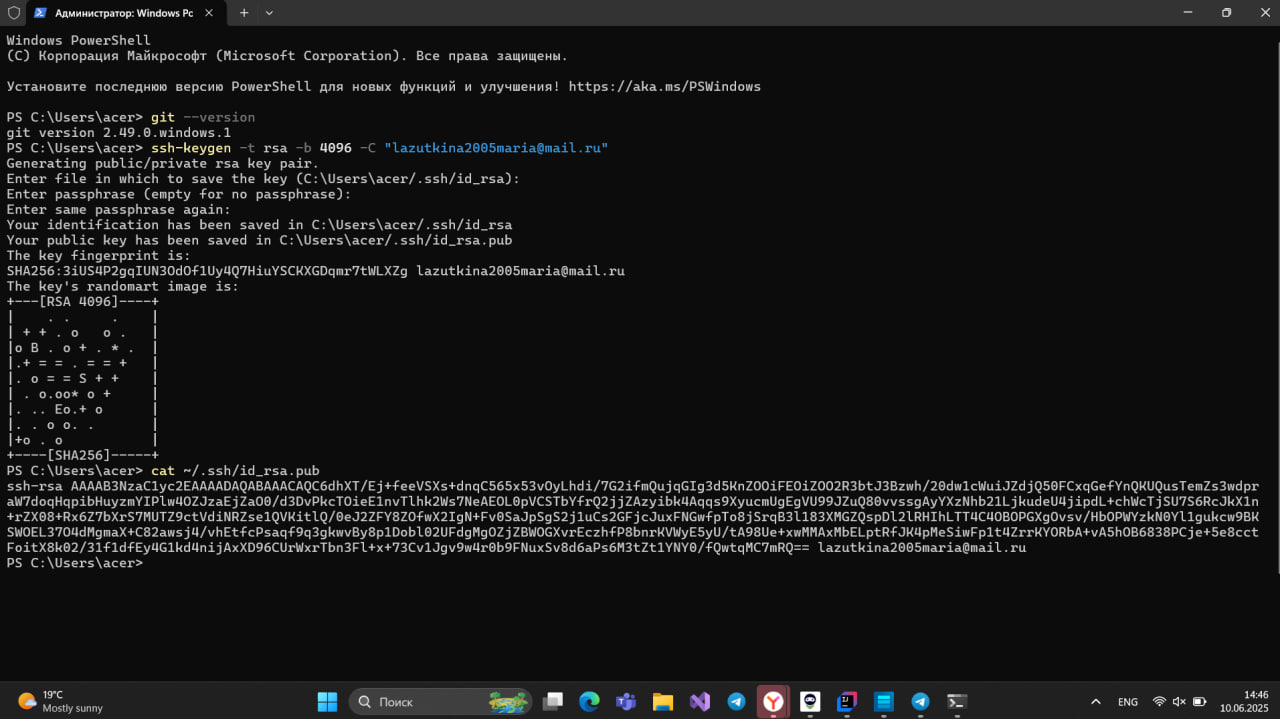 Администратор: Windows Po
Windows PowerShell
(C) Корпорация Майкрософт (Microsoft Corporation). Все права защищены.
Установите последнюю версию PowerShell для новых функций и улучшения! https://aka.ms/PSWindows
PS C:\Users\acer> git --version
git version 2.49.0.windows.1
PS C:\Users\acer> ssh-keygen -t rsa -b 4096 -C "lazutkina2005maria@mail.ru"
Generating public/private rsa key pair.
Enter file in which to save the key (C:\Users\acer/.ssh/id_rsa):
Enter passphrase (empty for no passphrase):
Enter same passphrase again:
Your identification has been saved in C:\Users\acer/.ssh/id_rsa
Your public key has been saved in C:\Users\acer/.ssh/id_rsa.pub
The key fingerprint is:
SHA256:3iUS4P2gqIUN3OdOf1Uy4Q7HiuYSCKXGDqmr7tWLXZg lazutkina2005maria@mail.ru
The key's randomart image is:
+---[RSA 4096]----+
|    . .     .    |
| + + . o   o .   |
|o B . o + . * .  |
|.+ = = . = = +   |
|. o = = S + +    |
| . o.oo* o +     |
|. .. Eo.+ o      |
|. . o o. .       |
|+o . o           |
+----[SHA256]-----+
PS C:\Users\acer> cat ~/.ssh/id_rsa.pub
ssh-rsa AAAAB3NzaC1yc2EAAAADAQABAAACAQC6dhXT/Ej+feeVSXs+dnqC565x53vOyLhdi/7G2ifmQujqGIg3d5KnZOOiFEOiZOO2R3btJ3Bzwh/20dw1cWuiJZdjQ50FCxqGefYnQKUQusTemZs3wdpr
aW7doqHqpibHuyzmYIPlw4OZJzaEjZaO0/d3DvPkcTOieE1nvTlhk2Ws7NeAEOL0pVCSTbYfrQ2jjZAzyibk4Aqqs9XyucmUgEgVU99JZuQ80vvssgAyYXzNhb21LjkudeU4jipdL+chWcTjSU7S6RcJkX1n
+rZX08+Rx6Z7bXrS7MUTZ9ctVdiNRZse1QVKitlQ/0eJ2ZFY8ZOfwX2IgN+Fv0SaJpSgS2j1uCs2GFjcJuxFNGwfpTo8jSrqB3l183XMGZQspDl2lRHIhLTT4C4OBOPGXgOvsv/HbOPWYzkN0Yl1gukcw9BK
SWOEL37O4dMgmaX+C82awsj4/vhEtfcPsaqf9q3gkwvBy8p1Dobl02UFdgMgOZjZBWOGXvrEczhfP8bnrKVWyE5yU/tA98Ue+xwMMAxMbELptRfJK4pMeSiwFp1t4ZrrKYORbA+vA5hOB6838PCje+5e8cct
FoitX8k02/31f1dfEy4G1kd4nijAxXD96CUrWxrTbn3Fl+x+73Cv1Jgv9w4r0b9FNuxSv8d6aPs6M3tZt1YNY0/fQwtqMC7mRQ== lazutkina2005maria@mail.ru
PS C:\Users\acer>
19°C
Mostly sunny
Поиск
ENG
14:46
10.06.2025